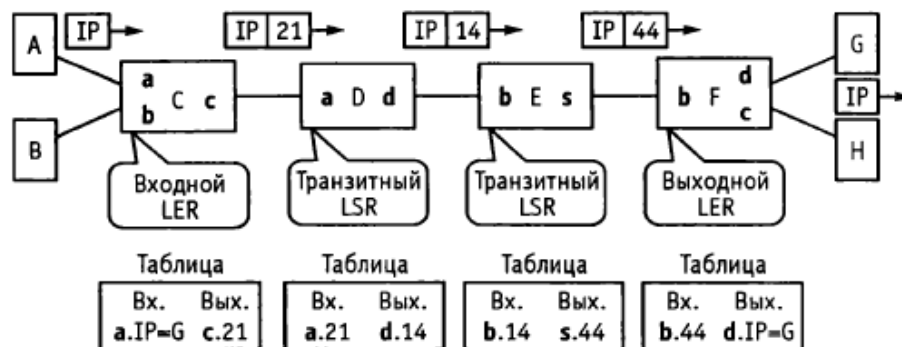 A IP IP 21 IP 14 IP 44 G
a d
C c a D d b E s b F IP
b c
B H
Входной Транзитный Транзитный Выходной
LER LSR LSR LER
Таблица Таблица Таблица Таблица
Вх. Вых. Вх. Вых. Вх. Вых. Вх. Вых.
a.IP=G c.21 a.21 d.14 b.14 s.44 b.44 d.IP=G